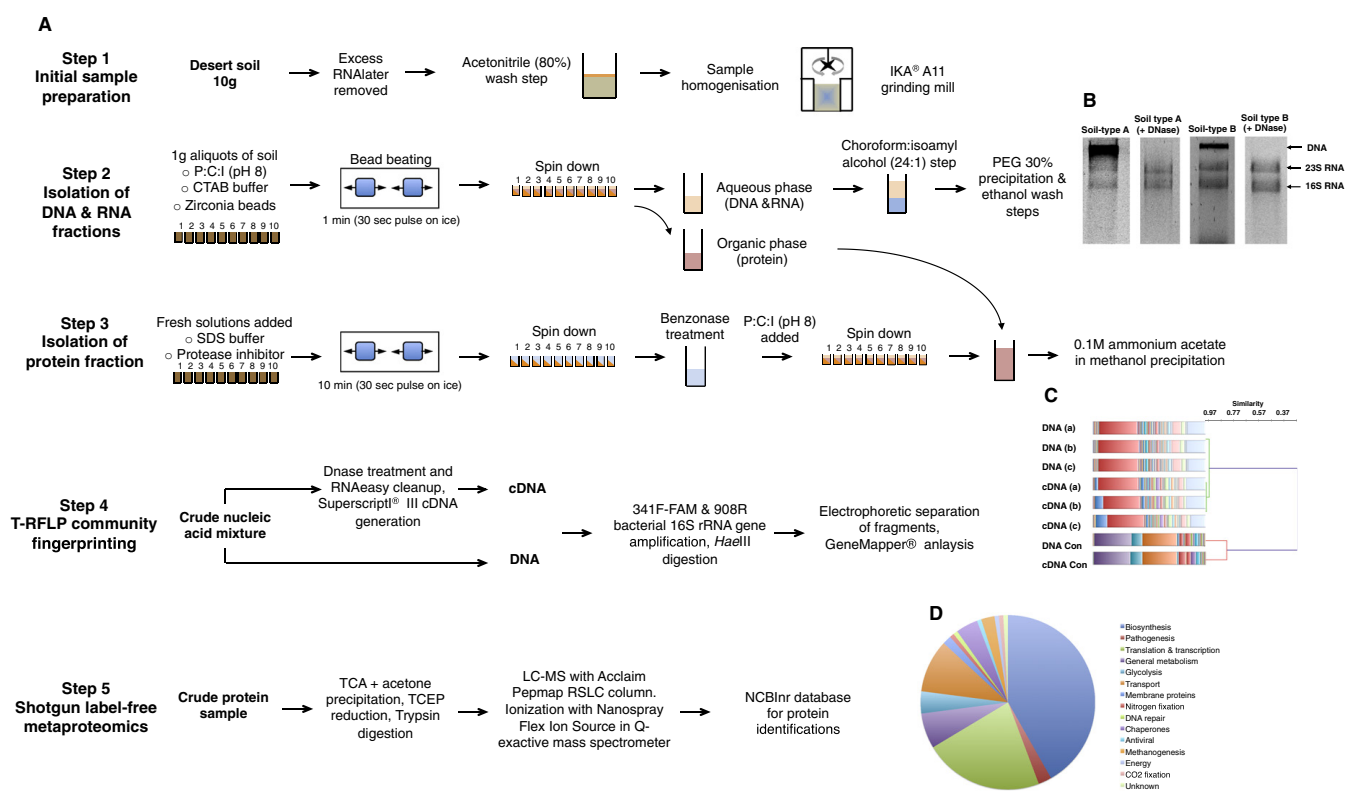 A
Step 1
Initial sample
preparation
Desert soil
10g
Excess
RNAlater
removed
Acetonitrile (80%)
wash step
Sample
homogenisation
IKA® A11
grinding mill
B
Soil-type A
Soil type A
(+ DNase)
Soil-type B
Soil type B
(+ DNase)
DNA
23S RNA
16S RNA
Step 2
Isolation of
DNA & RNA
fractions
1g aliquots of soil
○ P:C:I (pH 8)
○ CTAB buffer
○ Zirconia beads
1 2 3 4 5 6 7 8 9 10
Bead beating
1 min (30 sec pulse on ice)
Spin down
1 2 3 4 5 6 7 8 9 10
Aqueous phase
(DNA &RNA)
Organic phase
(protein)
Choroform:isoamyl
alcohol (24:1) step
PEG 30%
precipitation &
ethanol wash
steps
Step 3
Isolation of
protein fraction
Fresh solutions added
○ SDS buffer
○ Protease inhibitor
1 2 3 4 5 6 7 8 9 10
10 min (30 sec pulse on ice)
Spin down
1 2 3 4 5 6 7 8 9 10
Benzonase
treatment
P:C:I (pH 8)
added
Spin down
1 2 3 4 5 6 7 8 9 10
0.1M ammonium acetate
in methanol precipitation
C
Similarity
0.97 0.77 0.57 0.37
DNA (a)
DNA (b)
DNA (c)
cDNA (a)
cDNA (b)
cDNA (c)
DNA Con
cDNA Con
Step 4
T-RFLP community
fingerprinting
Crude nucleic
acid mixture
Dnase treatment and
RNAeasy cleanup,
SuperscriptI® III cDNA
generation
cDNA
DNA
341F-FAM & 908R
bacterial 16S rRNA gene
amplification, HaeIII
digestion
Electrophoretic separation
of fragments,
GeneMapper® anlaysis
Step 5
Shotgun label-free
metaproteomics
Crude protein
sample
TCA + acetone
precipitation, TCEP
reduction, Trypsin
digestion
LC-MS with Acclaim
Pepmap RSLC column.
Ionization with Nanospray
Flex Ion Source in Q-
exactive mass spectrometer
NCBInr database
for protein
identifications
D
Biosynthesis
Pathogenesis
Translation & transcription
General metabolism
Glycolysis
Transport
Membrane proteins
Nitrogen fixation
DNA repair
Chaperones
Antiviral
Methanogenesis
Energy
CO2 fixation
Unknown